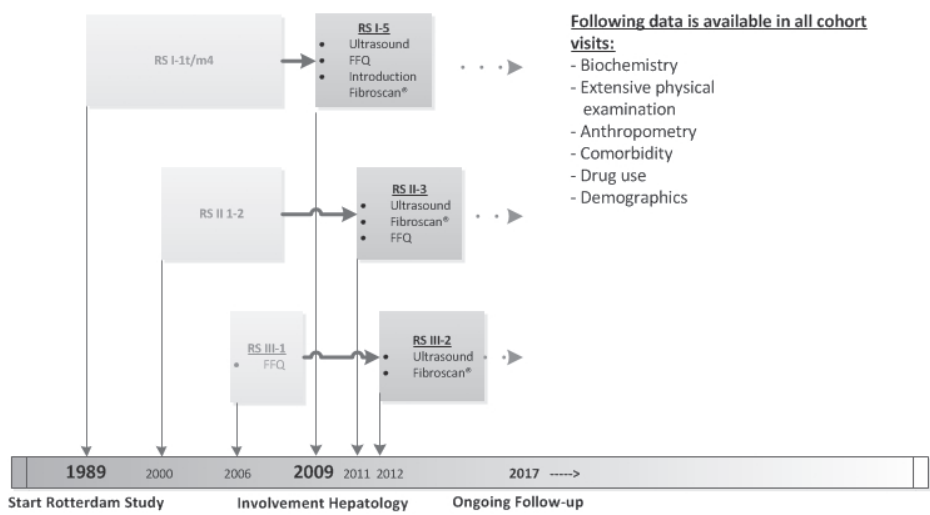 RS I-1t/m4
RS I-5
• Ultrasound
• FFQ
• Introduction
Fibroscan®
Following data is available in all cohort
visits:
- Biochemistry
- Extensive physical
examination
- Anthropometry
- Comorbidity
- Drug use
- Demographics
RS II 1-2
RS II-3
• Ultrasound
• Fibroscan®
• FFQ
RS III-1
• FFQ
RS III-2
• Ultrasound
• Fibroscan®
1989 2000 2006 2009 2011 2012 2017 ----->
Start Rotterdam Study Involvement Hepatology Ongoing Follow-up